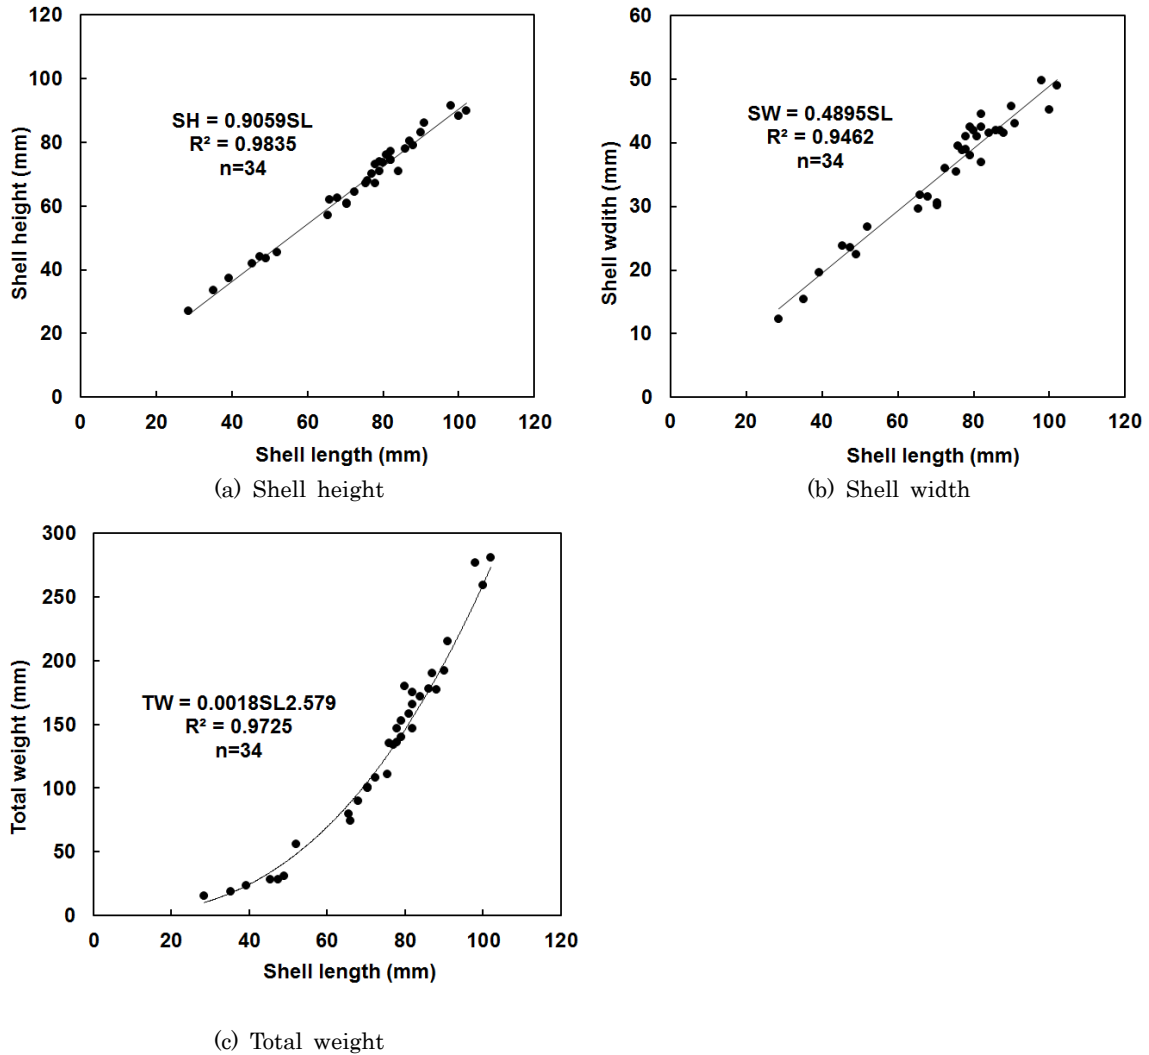 120
100
80
60
40
20
0
Shell height (mm)
SH = 0.9059SL
R² = 0.9835
n=34
0 20 40 60 80 100 120
Shell length (mm)
(a) Shell height
60
50
40
30
20
10
0
Shell wdith (mm)
SW = 0.4895SL
R² = 0.9462
n=34
0 20 40 60 80 100 120
Shell length (mm)
(b) Shell width
300
250
200
150
100
50
0
Total weight (mm)
TW = 0.0018SL2.579
R² = 0.9725
n=34
0 20 40 60 80 100 120
Shell length (mm)
(c) Total weight